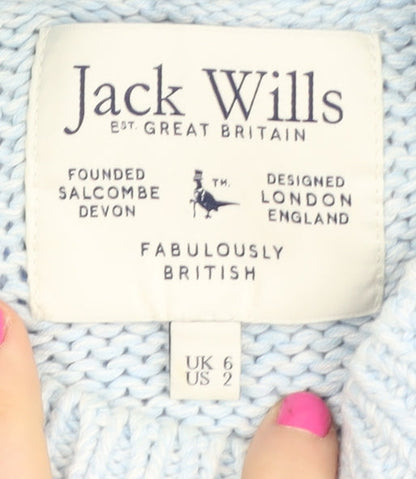 Jack Wills
EST. GREAT BRITAIN
FOUNDED
SALCOMBE
DEVON
TM.
DESIGNED
LONDON
ENGLAND
FABULOUSLY
BRITISH
UK 6
US 2